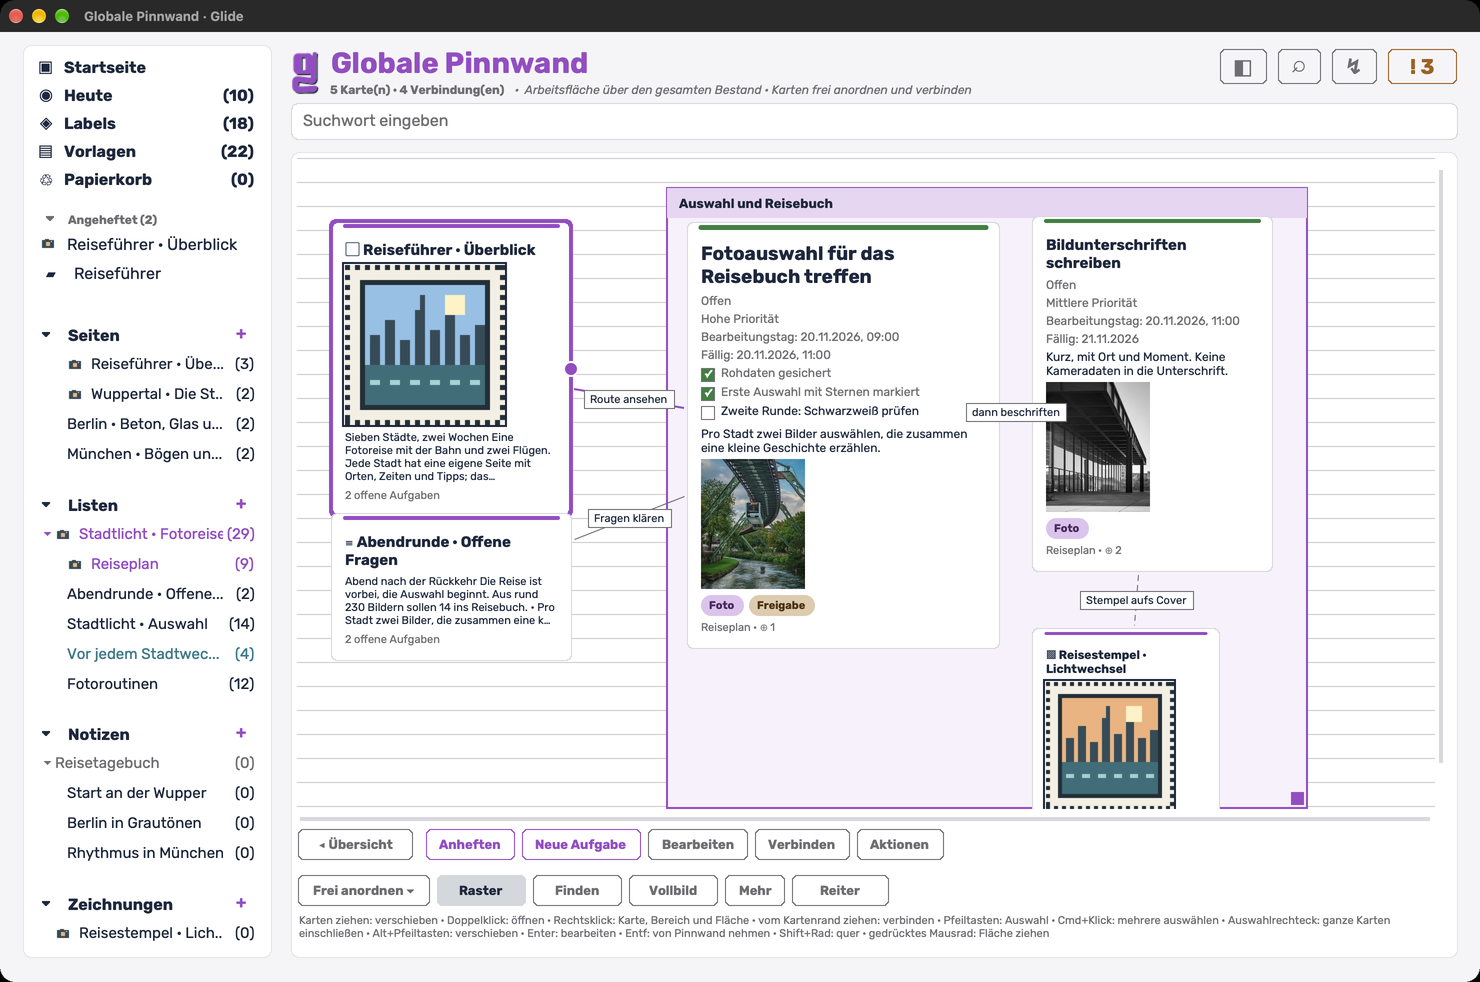 Globale Pinnwand · Glide
Startseite
Heute (10)
Labels (18)
Vorlagen (22)
Papierkorb (0)
Angeheftet (2)
Reiseführer • Überblick
Reiseführer
Seiten +
Reiseführer • Übe... (3)
Wuppertal • Die St... (2)
Berlin • Beton, Glas u... (2)
München • Bögen un... (2)
Listen +
Stadtlicht • Fotoreise (29)
Reiseplan (9)
Abendrunde • Offene... (2)
Stadtlicht • Auswahl (14)
Vor jedem Stadtwec... (4)
Fotoroutinen (12)
Notizen +
Reisetagebuch (0)
Start an der Wupper (0)
Berlin in Grautönen (0)
Rhythmus in München (0)
Zeichnungen +
Reisestempel • Lich... (0)
g Globale Pinnwand
5 Karte(n) • 4 Verbindung(en) • Arbeitsfläche über den gesamten Bestand • Karten frei anordnen und verbinden
! 3
Suchwort eingeben
Reiseführer • Überblick
Sieben Städte, zwei Wochen Eine
Fotoreise mit der Bahn und zwei Flügen.
Jede Stadt hat eine eigene Seite mit
Orten, Zeiten und Tipps; das...
2 offene Aufgaben
Abendrunde • Offene
Fragen
Abend nach der Rückkehr Die Reise ist
vorbei, die Auswahl beginnt. Aus rund
230 Bildern sollen 14 ins Reisebuch. • Pro
Stadt zwei Bilder, die zusammen eine k...
2 offene Aufgaben
Route ansehen
Fragen klären
Auswahl und Reisebuch
Fotoauswahl für das
Reisebuch treffen
Offen
Hohe Priorität
Bearbeitungstag: 20.11.2026, 09:00
Fällig: 20.11.2026, 11:00
Rohdaten gesichert
Erste Auswahl mit Sternen markiert
Zweite Runde: Schwarzweiß prüfen
Pro Stadt zwei Bilder auswählen, die zusammen
eine kleine Geschichte erzählen.
Foto Freigabe
Reiseplan • ⊕ 1
dann beschriften
Bildunterschriften
schreiben
Offen
Mittlere Priorität
Bearbeitungstag: 20.11.2026, 11:00
Fällig: 21.11.2026
Kurz, mit Ort und Moment. Keine
Kameradaten in die Unterschrift.
Foto
Reiseplan • ⊕ 2
Stempel aufs Cover
Reisestempel •
Lichtwechsel
Übersicht Anheften Neue Aufgabe Bearbeiten Verbinden Aktionen
Frei anordnen Raster Finden Vollbild Mehr Reiter
Karten ziehen: verschieben • Doppelklick: öffnen • Rechtsklick: Karte, Bereich und Fläche • vom Kartenrand ziehen: verbinden • Pfeiltasten: Auswahl • Cmd+Klick: mehrere auswählen • Auswahlrechteck: ganze Karten
einschließen • Alt+Pfeiltasten: verschieben • Enter: bearbeiten • Entf: von Pinnwand nehmen • Shift+Rad: quer • gedrücktes Mausrad: Fläche ziehen